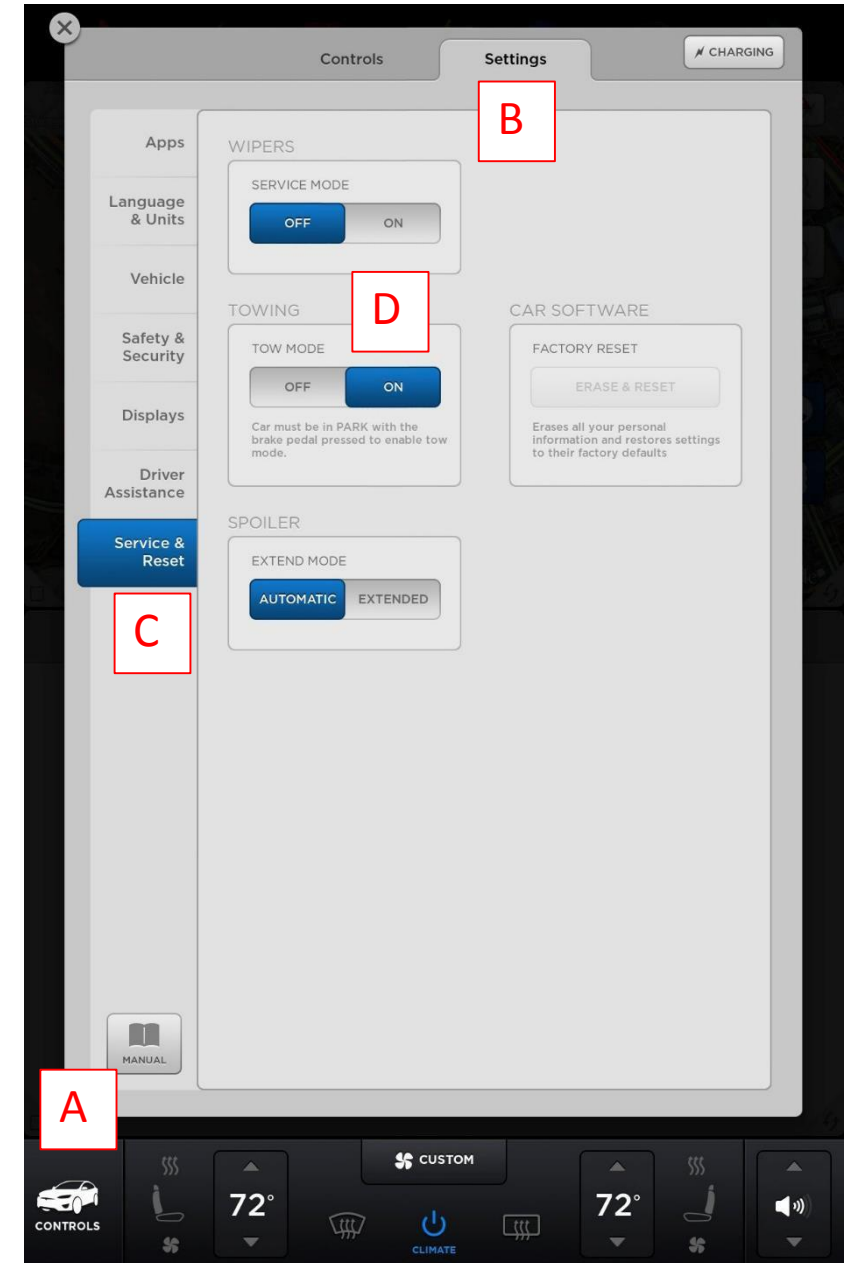 Controls
Settings
CHARGING
B
Apps
Language
& Units
Vehicle
Safety &
Security
Displays
Driver
Assistance
Service &
Reset
C
WIPERS
SERVICE MODE
OFF ON
D
TOWING
TOW MODE
OFF ON
Car must be in PARK with the
brake pedal pressed to enable tow
mode.
CAR SOFTWARE
FACTORY RESET
ERASE & RESET
Erases all your personal
information and restores settings
to their factory defaults
SPOILER
EXTEND MODE
AUTOMATIC EXTENDED
MANUAL
A
CONTROLS
72°
CUSTOM
CLIMATE
72°